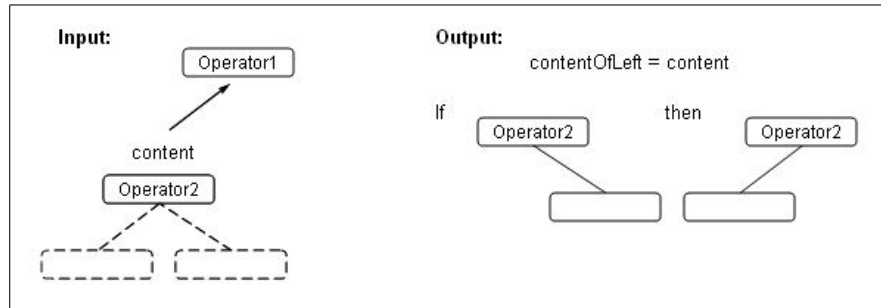 Input:
Operator1
content
Operator2
Output:
contentOfLeft = content
If
Operator2
then
Operator2